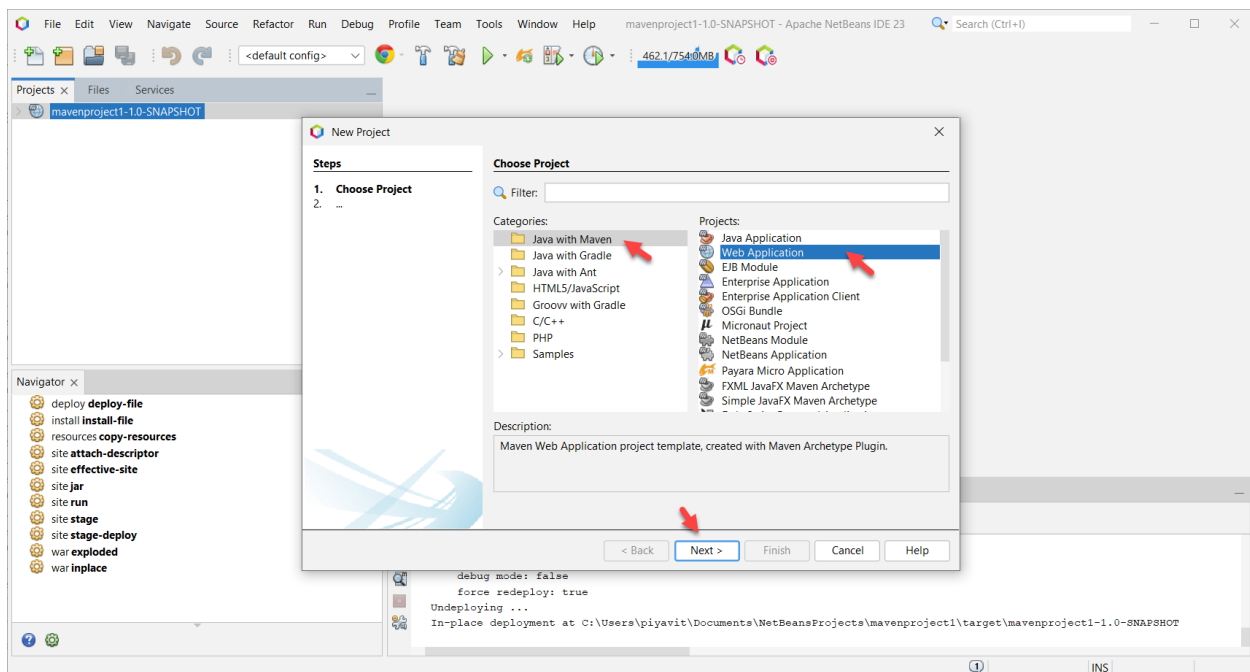 File Edit View Navigate Source Refactor Run Debug Profile Team Tools Window Help mavenproject1-1.0-SNAPSHOT - Apache NetBeans IDE 23 Search (Ctrl+I)
<default config> 462.1/754.0MB
Projects Files Services
mavenproject1-1.0-SNAPSHOT
New Project
Steps
1. Choose Project
2. ...
Choose Project
Filter:
Categories:
Java with Maven
Java with Gradle
Java with Ant
HTML5/JavaScript
Groovv with Gradle
C/C++
PHP
Samples
Projects:
Java Application
Web Application
EJB Module
Enterprise Application
Enterprise Application Client
OSGi Bundle
Micronaut Project
NetBeans Module
NetBeans Application
Payara Micro Application
FXML JavaFX Maven Archetype
Simple JavaFX Maven Archetype
Description:
Maven Web Application project template, created with Maven Archetype Plugin.
< Back Next > Finish Cancel Help
Navigator
deploy deploy-file
install install-file
resources copy-resources
site attach-descriptor
site effective-site
site jar
site run
site stage
site stage-deploy
war exploded
war inplace
debug mode: false
force redeploy: true
Undeploying ...
In-place deployment at C:\Users\piyavit\Documents\NetBeansProjects\mavenproject1\target\mavenproject1-1.0-SNAPSHOT
1 INS